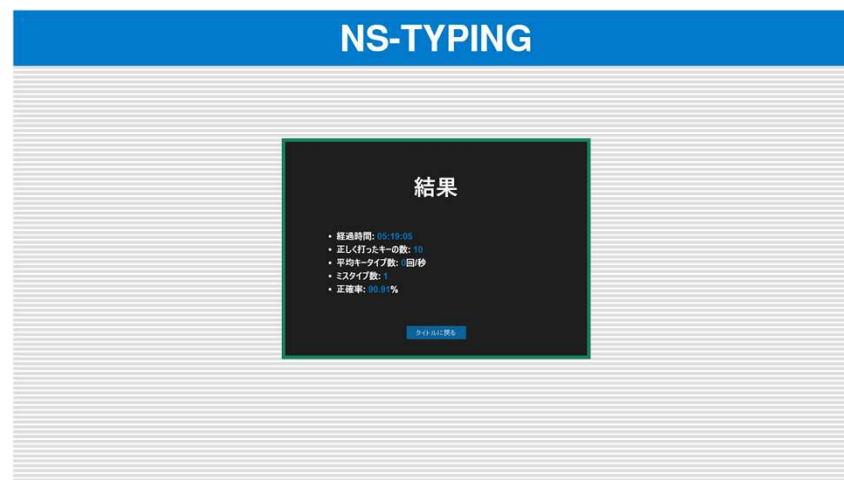 NS-TYPING
結果
• 経過時間: 05:19:05
• 正しく打ったキーの数: 10
• 平均キータイプ数: 0回/秒
• ミスタイプ数: 1
• 正確率: 90.91%
タイトルに戻る